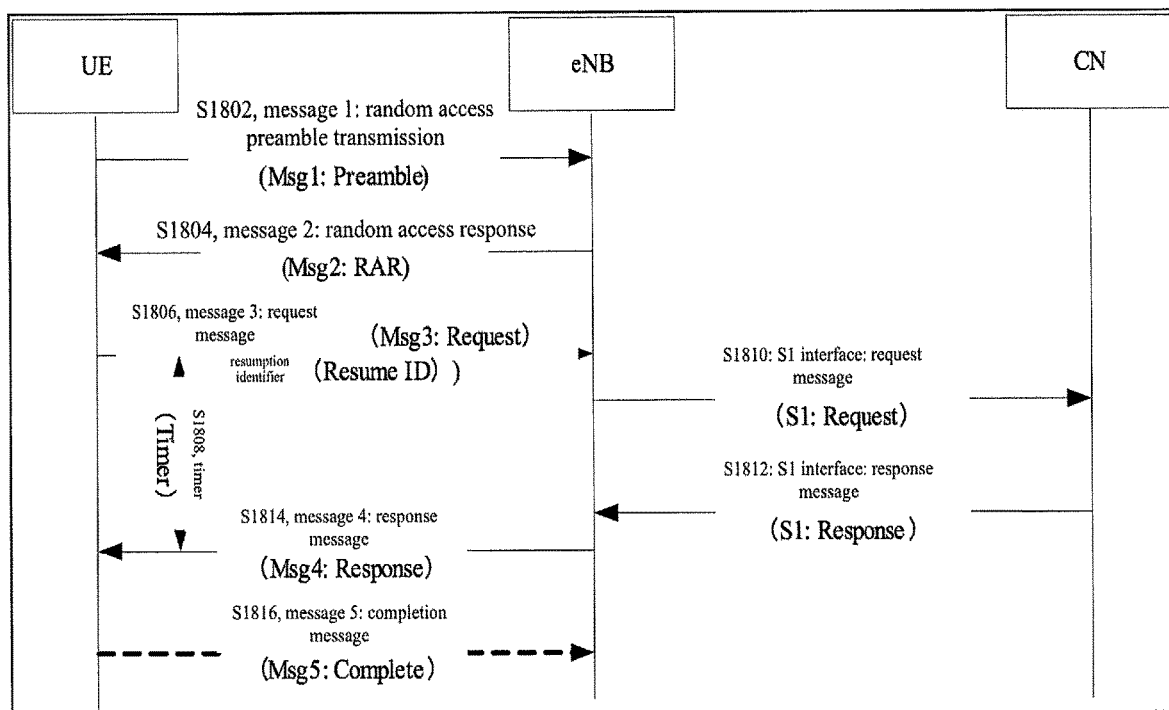 UE
eNB
CN
S1802, message 1: random access
preamble transmission
(Msg1: Preamble)
S1804, message 2: random access response
(Msg2: RAR)
S1806, message 3: request
message
(Msg3: Request)
resumption
identifier
(Resume ID) )
S1810: S1 interface: request
message
(S1: Request)
S1808, timer
(Timer)
S1812: S1 interface: response
message
(S1: Response)
S1814, message 4: response
message
(Msg4: Response)
S1816, message 5: completion
message
(Msg5: Complete)